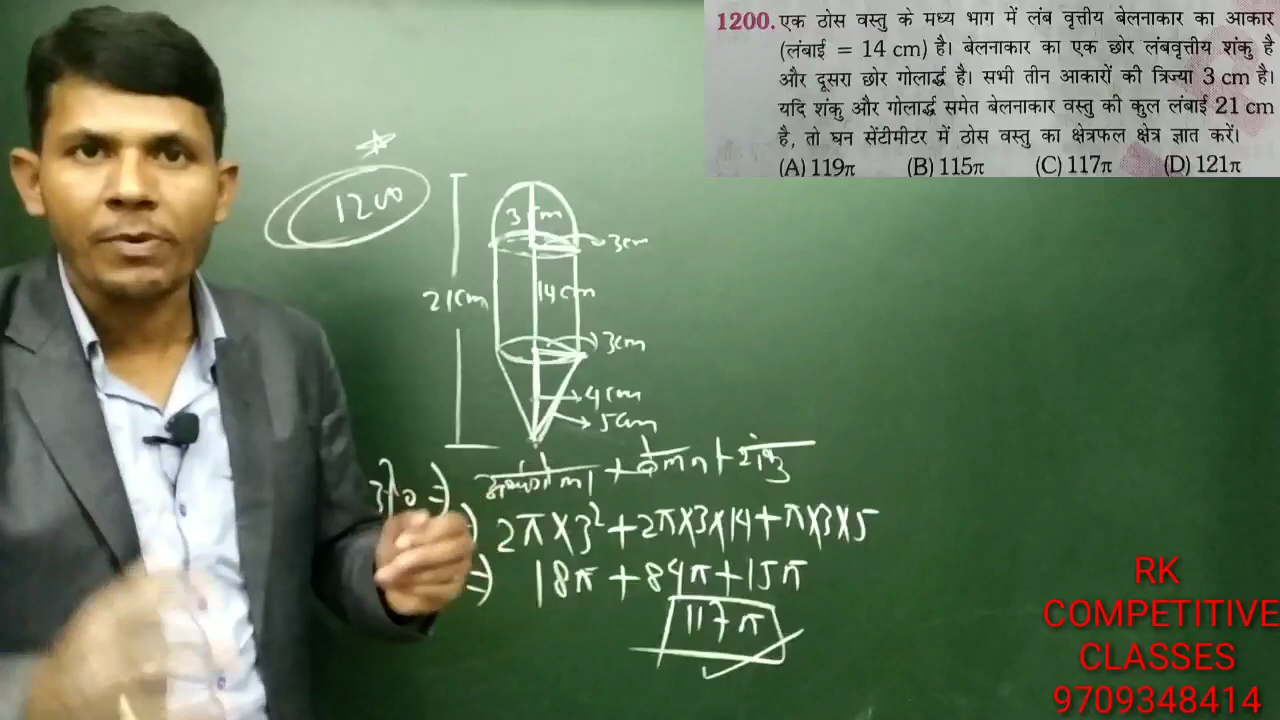 1200. एक ठोस वस्तु के मध्य भाग में लंब वृत्तीय बेलनाकार का आकार
(लंबाई = 14 cm) है। बेलनाकार का एक छोर लंबवृत्तीय शंकु है
और दूसरा छोर गोलार्द्ध है। सभी तीन आकारों की त्रिज्या 3 cm है।
यदि शंकु और गोलार्द्ध समेत बेलनाकार वस्तु की कुल लंबाई 21 cm
है, तो घन सेंटीमीटर में ठोस वस्तु का क्षेत्रफल क्षेत्र ज्ञात करें।
(A) 119π (B) 115π (C) 117π (D) 121π
1200
3cm
3cm
21cm
14cm
3cm
4cm
5cm
+ बेलन + शंकु
2π×3² + 2π×3×14 + π×3×5
⇒ 18π + 84π + 15π
117π
RK
COMPETITIVE
CLASSES
9709348414